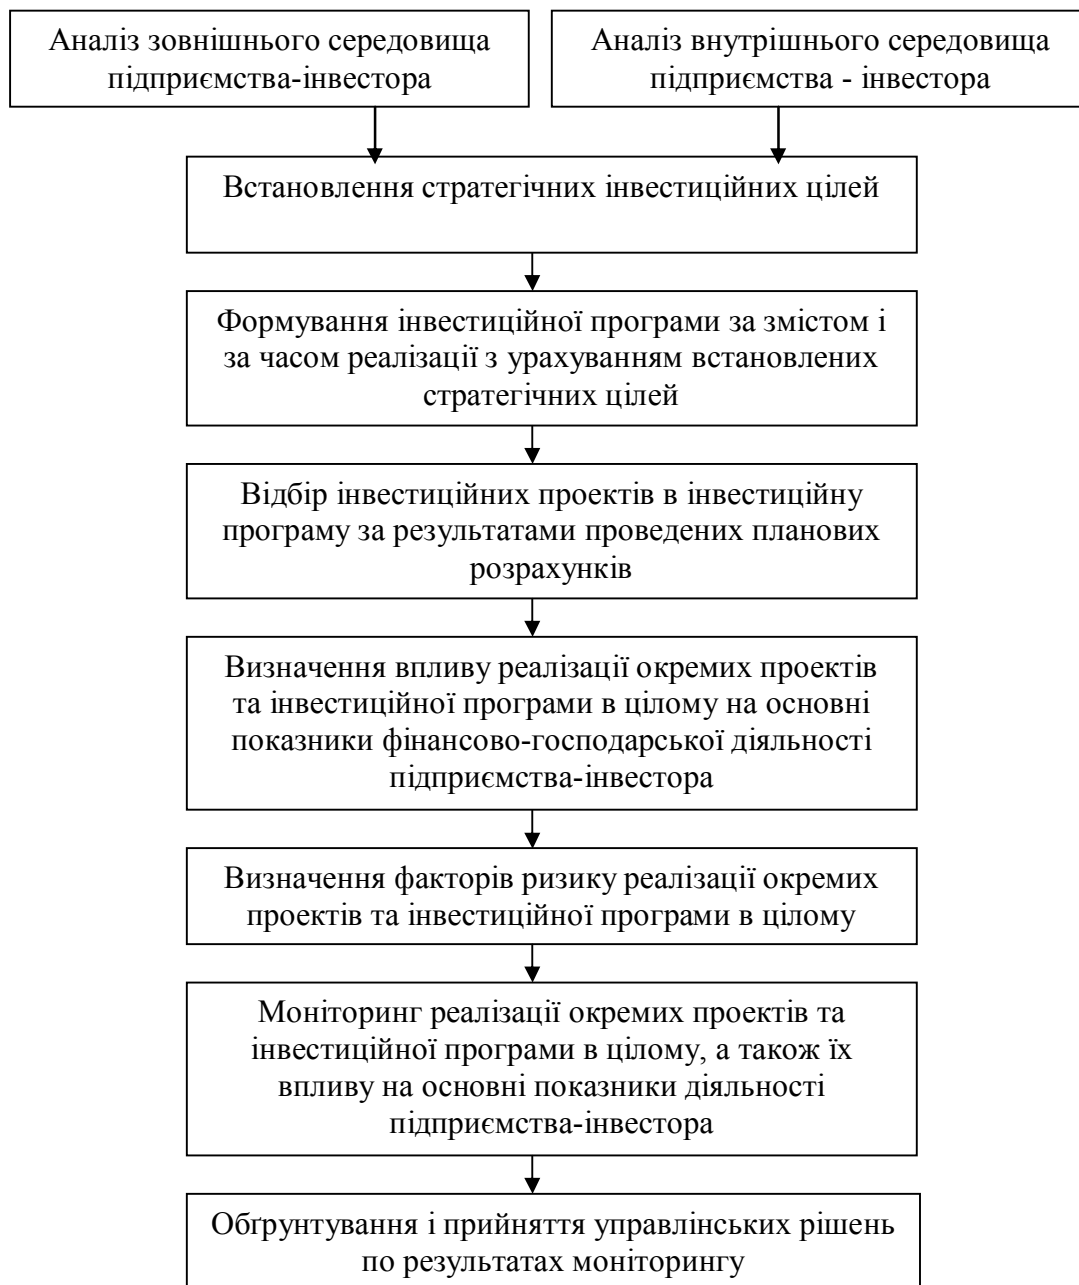 Аналіз зовнішнього середовища
підприємства-інвестора
Аналіз внутрішнього середовища
підприємства - інвестора
Встановлення стратегічних інвестиційних цілей
Формування інвестиційної програми за змістом і
за часом реалізації з урахуванням встановлених
стратегічних цілей
Відбір інвестиційних проектів в інвестиційну
програму за результатами проведених планових
розрахунків
Визначення впливу реалізації окремих проектів
та інвестиційної програми в цілому на основні
показники фінансово-господарської діяльності
підприємства-інвестора
Визначення факторів ризику реалізації окремих
проектів та інвестиційної програми в цілому
Моніторинг реалізації окремих проектів та
інвестиційної програми в цілому, а також їх
впливу на основні показники діяльності
підприємства-інвестора
Обґрунтування і прийняття управлінських рішень
по результатах моніторингу